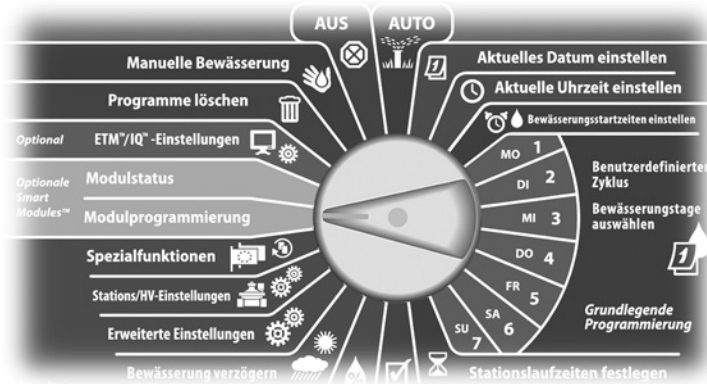 AUS
AUTO
Manuelle Bewässerung
Programme löschen
Optional
ETM™/IQ™ -Einstellungen
Optionale
Smart
Modules™
Modulstatus
Modulprogrammierung
Spezialfunktionen
Stations/HV-Einstellungen
Erweiterte Einstellungen
Bewässerung verzögern
Aktuelles Datum einstellen
Aktuelle Uhrzeit einstellen
Bewässerungsstartzeiten einstellen
MO 1
DI 2
MI 3
DO 4
FR 5
SA 6
SU 7
Benutzerdefinierter
Zyklus
Bewässerungstage
auswählen
1
1
Grundlegende
Programmierung
Stationslaufzeiten festlegen
%